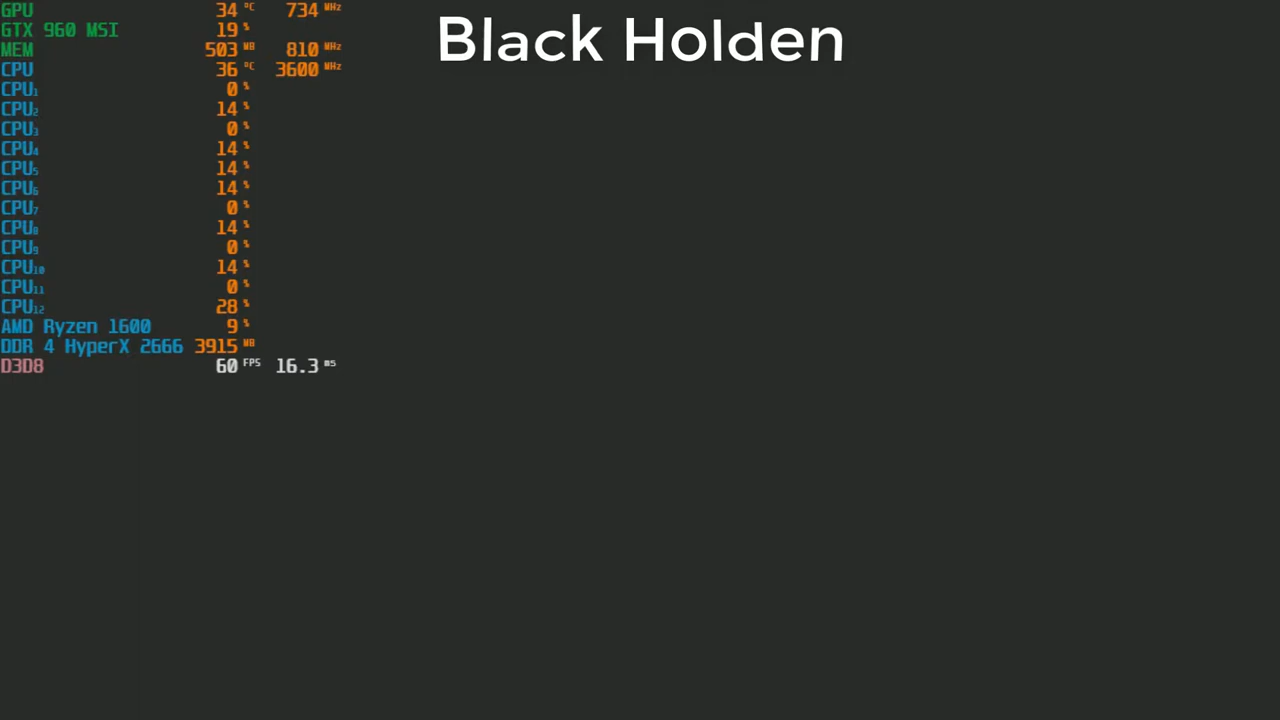 Black Holden
GPU 34 °C 734 MHz
GTX 960 MSI 19 %
MEM 503 MB 810 MHz
CPU 36 °C 3600 MHz
CPU1 0 %
CPU2 14 %
CPU3 0 %
CPU4 14 %
CPU5 14 %
CPU6 14 %
CPU7 0 %
CPU8 14 %
CPU9 0 %
CPU10 14 %
CPU11 0 %
CPU12 28 %
AMD Ryzen 1600 9 %
DDR 4 HyperX 2666 3915 MB
D3D8 60 FPS 16.3 ms